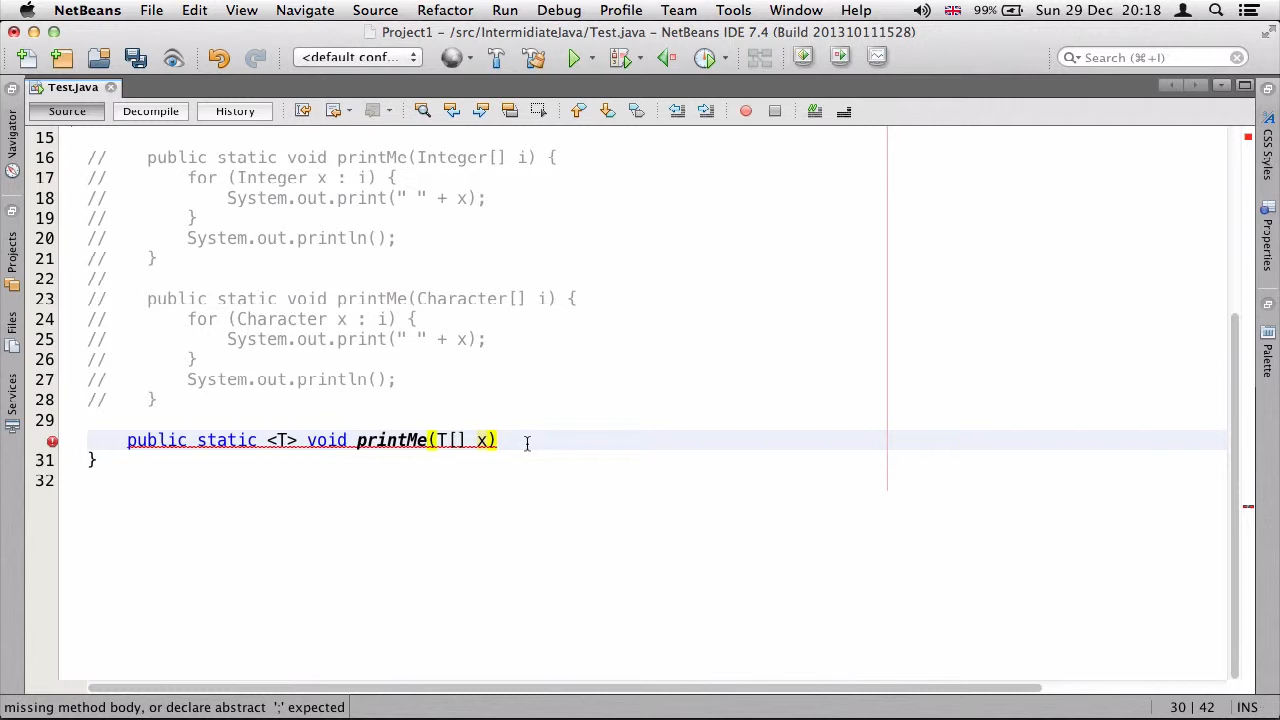 NetBeans File Edit View Navigate Source Refactor Run Debug Profile Team Tools Window Help 99% Sun 29 Dec 20:18
Project1 - /src/IntermidiateJava/Test.java - NetBeans IDE 7.4 (Build 201310111528)
<default conf... Search (⌘+I)
Test.java
Source Decompile History
Navigator
Projects
Files
Services
15
16 // public static void printMe(Integer[] i) {
17 // for (Integer x : i) {
18 // System.out.print(" " + x);
19 // }
20 // System.out.println();
21 // }
22 //
23 // public static void printMe(Character[] i) {
24 // for (Character x : i) {
25 // System.out.print(" " + x);
26 // }
27 // System.out.println();
28 // }
29
public static <T> void printMe(T[] x)
31 }
32
CSS Styles
Properties
Palette
missing method body, or declare abstract ';' expected 30 | 42 INS